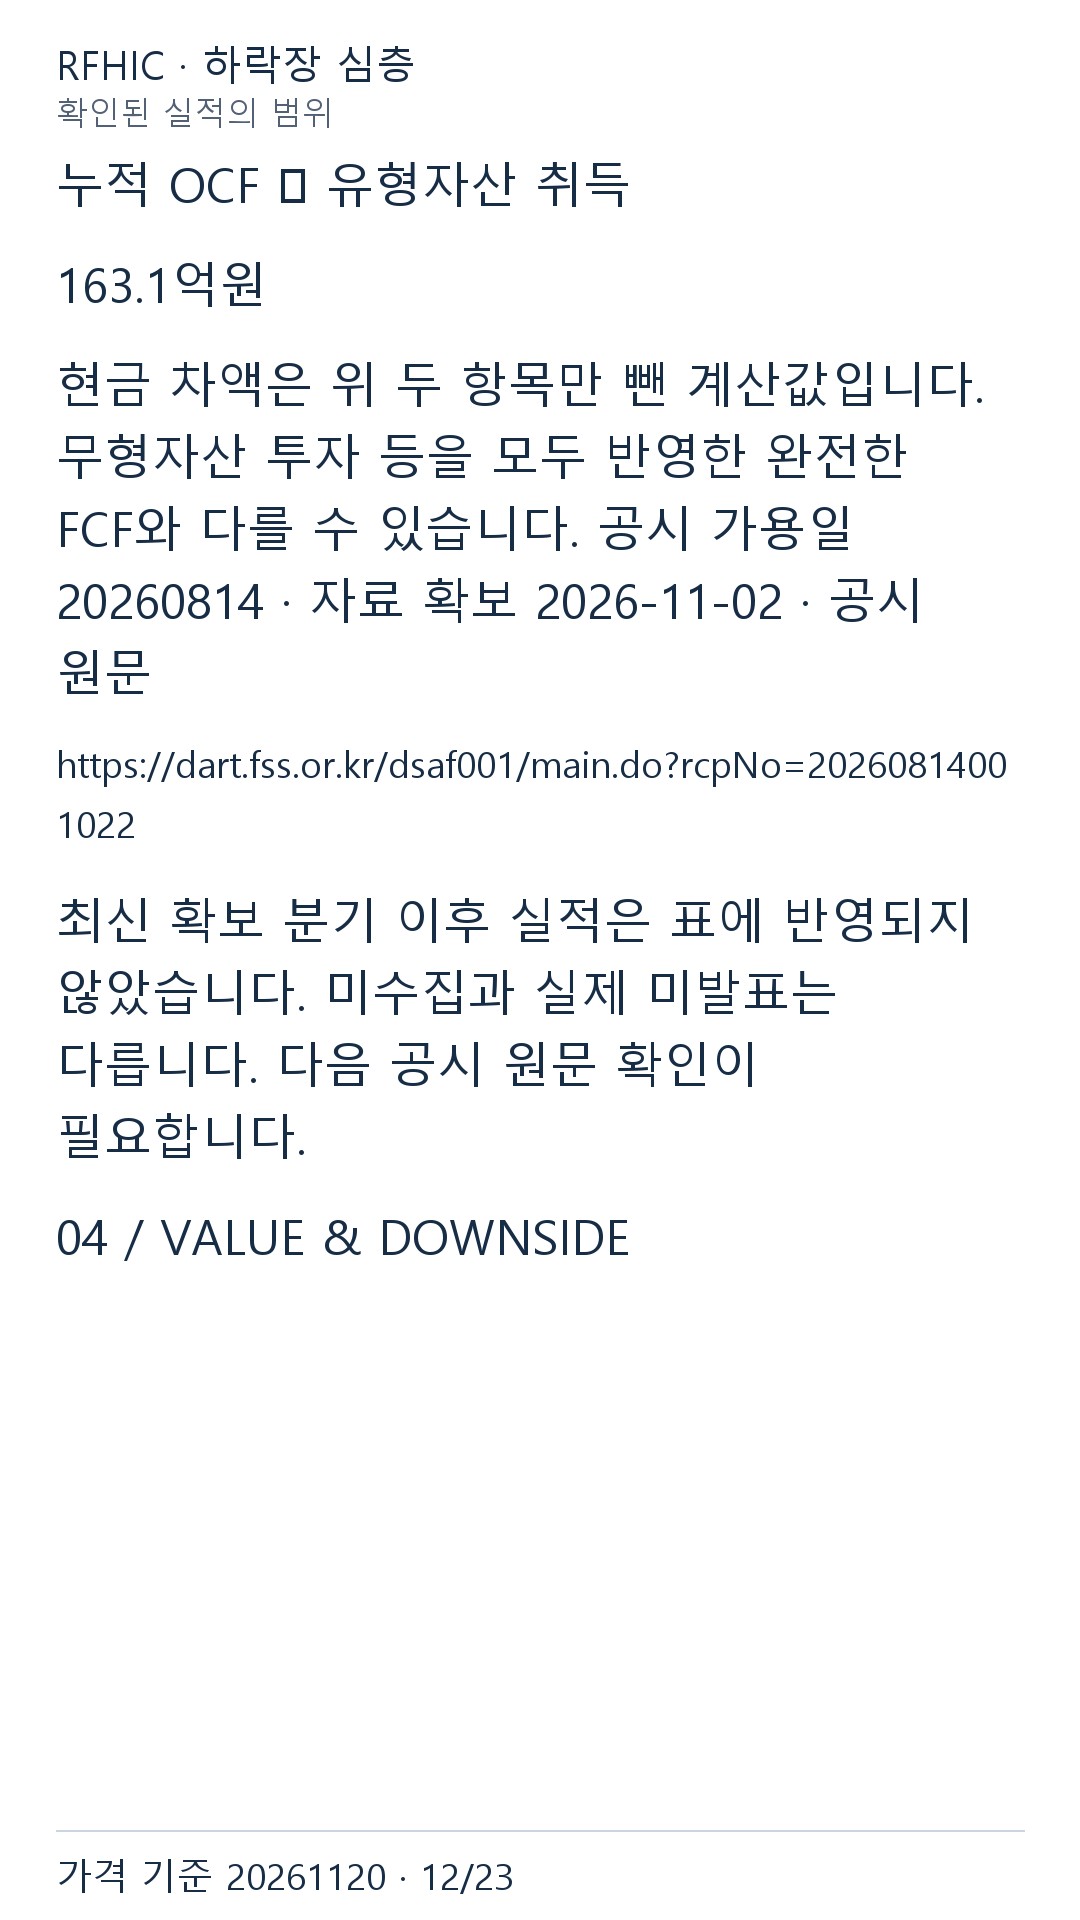 RFHIC · 하락장 심층
확인된 실적의 범위
누적 OCF □ 유형자산 취득
163.1억원
현금 차액은 위 두 항목만 뺀 계산값입니다.
무형자산 투자 등을 모두 반영한 완전한
FCF와 다를 수 있습니다. 공시 가용일
20260814 · 자료 확보 2026-11-02 · 공시
원문
https://dart.fss.or.kr/dsaf001/main.do?rcpNo=2026081400
1022
최신 확보 분기 이후 실적은 표에 반영되지
않았습니다. 미수집과 실제 미발표는
다릅니다. 다음 공시 원문 확인이
필요합니다.
04 / VALUE & DOWNSIDE
가격 기준 20261120 · 12/23